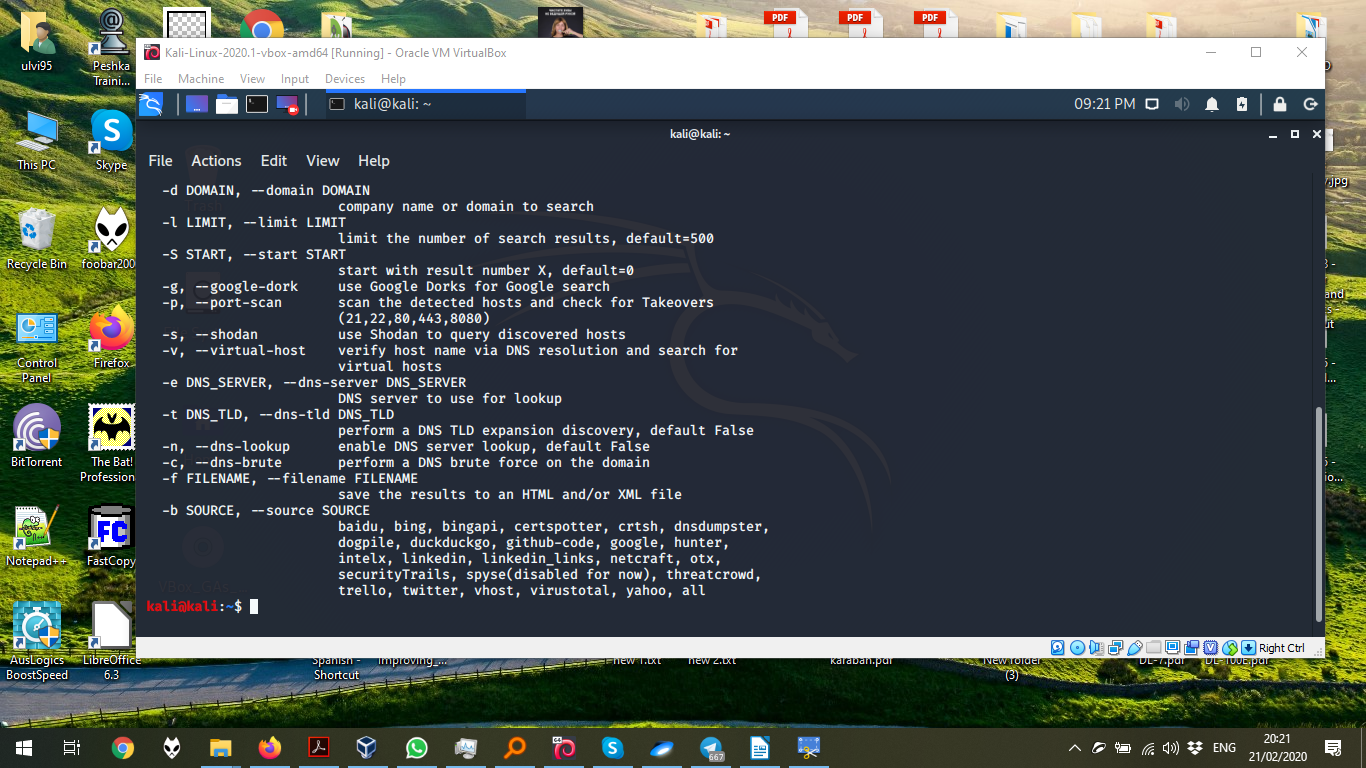 Kali-Linux-2020.1-vbox-amd64 [Running] - Oracle VM VirtualBox
File Machine View Input Devices Help
kali@kali: ~
09:21 PM
kali@kali: ~
File Actions Edit View Help
-d DOMAIN, --domain DOMAIN
company name or domain to search
-l LIMIT, --limit LIMIT
limit the number of search results, default=500
-S START, --start START
start with result number X, default=0
-g, --google-dork use Google Dorks for Google search
-p, --port-scan scan the detected hosts and check for Takeovers
(21,22,80,443,8080)
-s, --shodan use Shodan to query discovered hosts
-v, --virtual-host verify host name via DNS resolution and search for
virtual hosts
-e DNS_SERVER, --dns-server DNS_SERVER
DNS server to use for lookup
-t DNS_TLD, --dns-tld DNS_TLD
perform a DNS TLD expansion discovery, default False
-n, --dns-lookup enable DNS server lookup, default False
-c, --dns-brute perform a DNS brute force on the domain
-f FILENAME, --filename FILENAME
save the results to an HTML and/or XML file
-b SOURCE, --source SOURCE
baidu, bing, bingapi, certspotter, crtsh, dnsdumpster,
dogpile, duckduckgo, github-code, google, hunter,
intelx, linkedin, linkedin_links, netcraft, otx,
securityTrails, spyse(disabled for now), threatcrowd,
trello, twitter, vhost, virustotal, yahoo, all
kali@kali:~$
Right Ctrl
ulvi95
Peshka
Traini...
This PC
Skype
Recycle Bin
foobar200
Control
Panel
Firefox
BitTorrent
The Bat!
Profession
Notepad++
FastCopy
AusLogics
BoostSpeed
LibreOffice
6.3
Spanish -
Shortcut
Improving_...
new 1.txt
new 2.txt
karaban.pdf
New folder
(3)
DL-7.pdf
DL-100E.pdf
PDF
PDF
PDF
667
ENG
20:21
21/02/2020